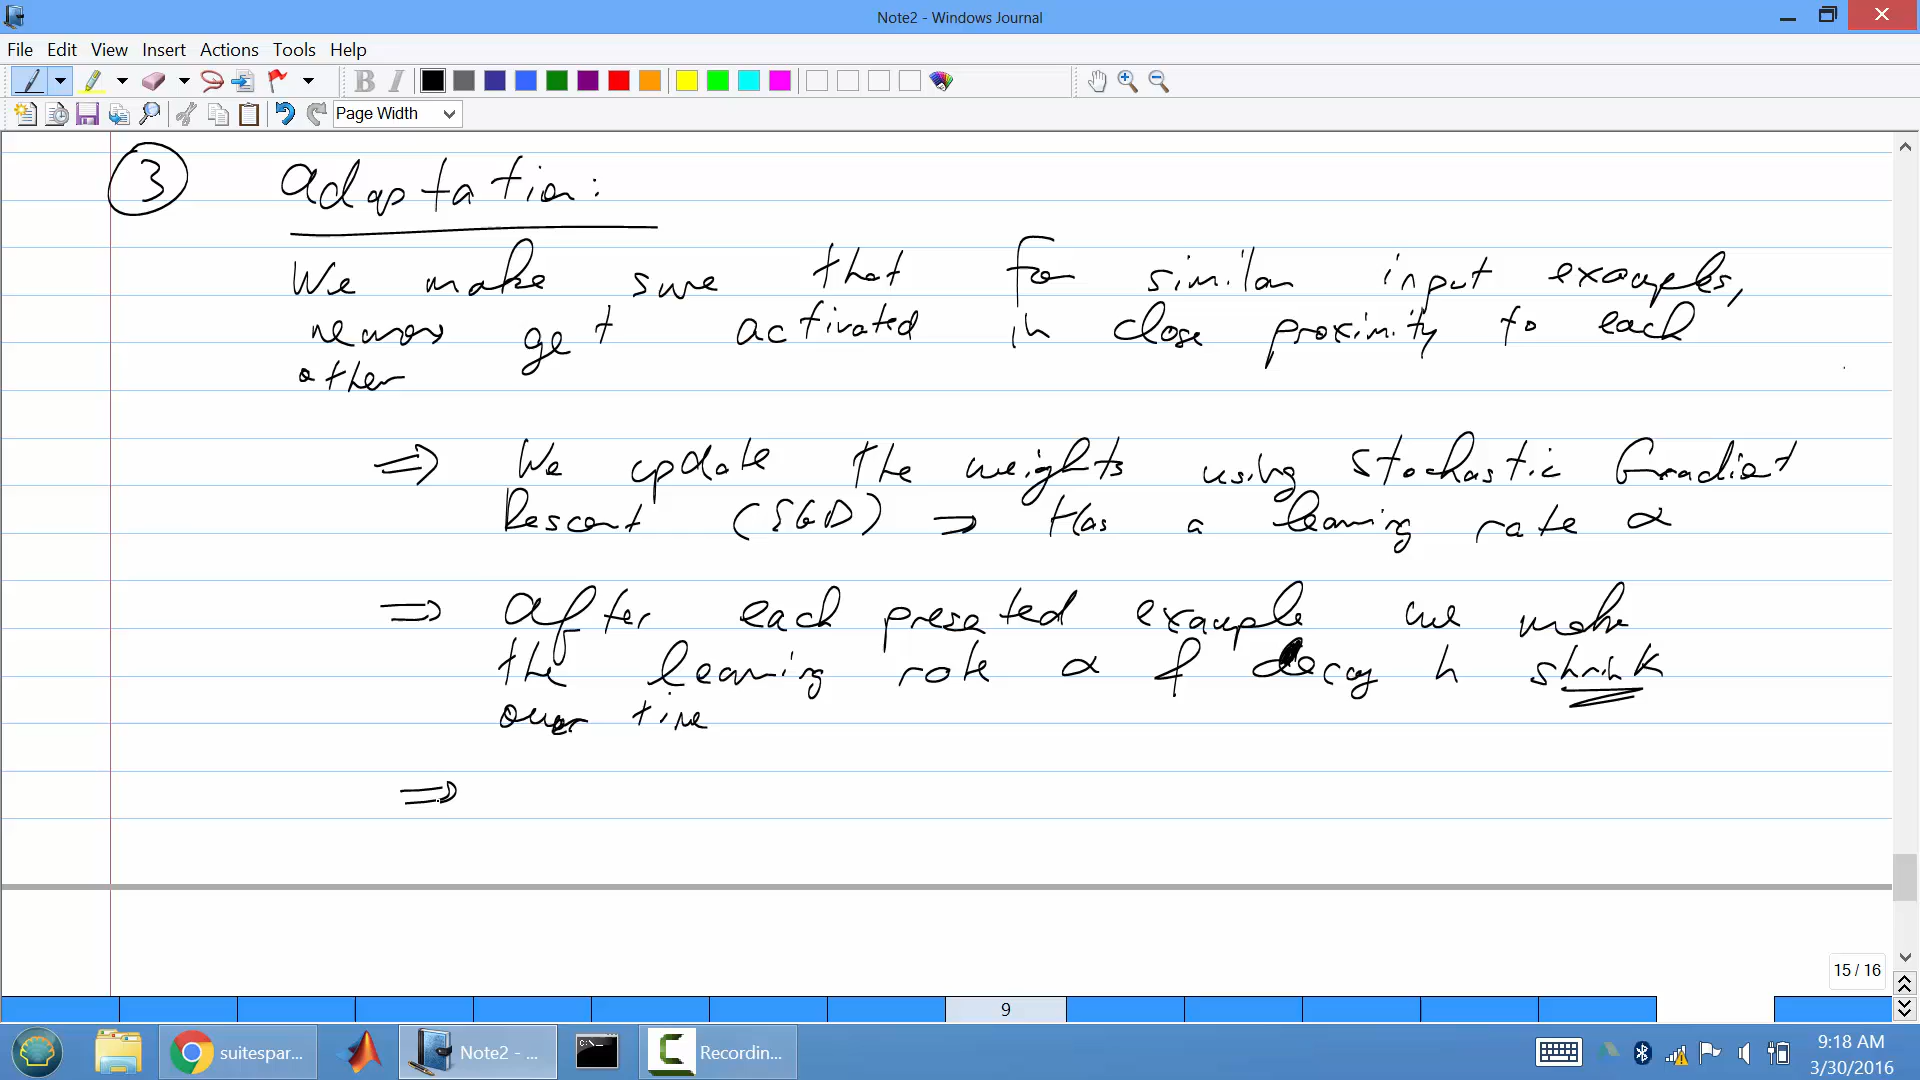 Note2 - Windows Journal
File Edit View Insert Actions Tools Help
B I
Page Width
3 Adaptation:
We make sure that for similar input examples,
neurons get activated in close proximity to each
other
⇒ We update the weights using Stochastic Gradient
Descent (SGD) ⇒ Has a learning rate α
⇒ After each presented example we make
the learning rate α & decay h shrink
over time
⇒
15 / 16
9
suitespar...
Note2 - ...
C:\_
C Recordin...
9:18 AM
3/30/2016